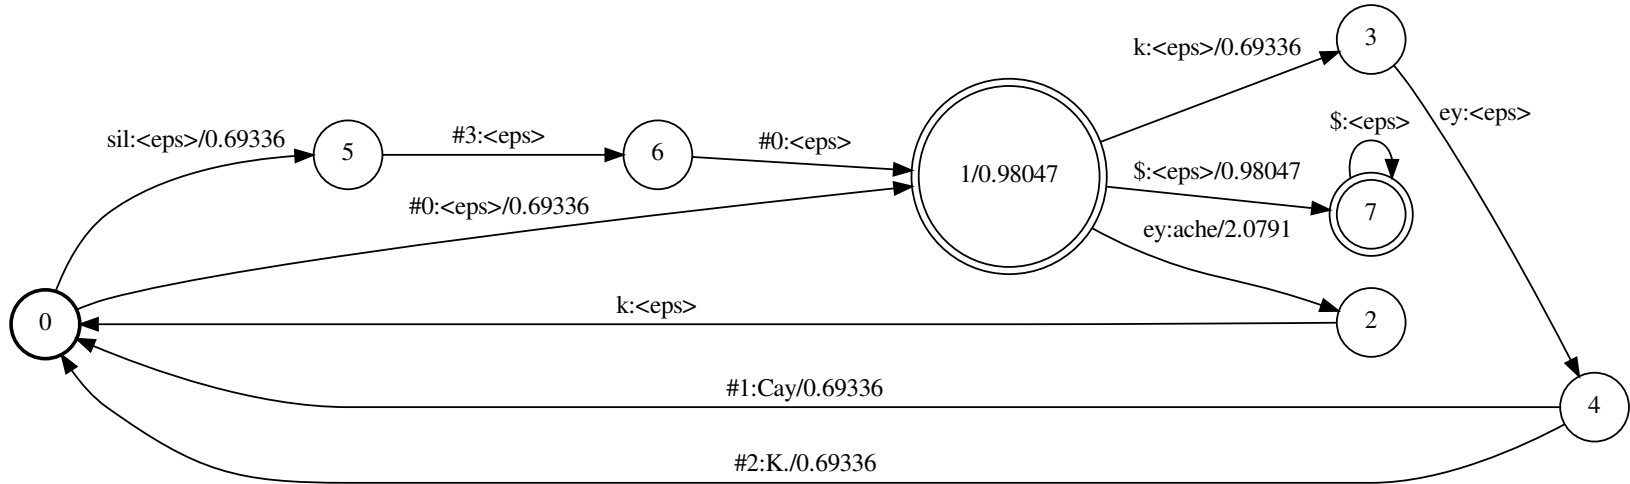 k:<eps>/0.69336
3
$:<eps>
ey:<eps>
sil:<eps>/0.69336
5
#3:<eps>
6
#0:<eps>
1/0.98047
$:<eps>/0.98047
7
#0:<eps>/0.69336
ey:ache/2.0791
0
k:<eps>
2
#1:Cay/0.69336
4
#2:K./0.69336